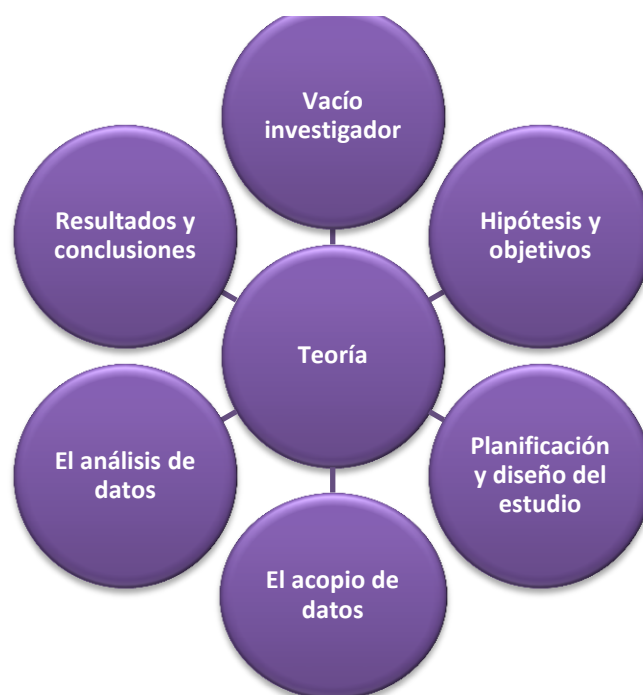 Vacío
investigador
Hipótesis y
objetivos
Planificación
y diseño del
estudio
El acopio de
datos
El análisis de
datos
Resultados y
conclusiones
Teoría